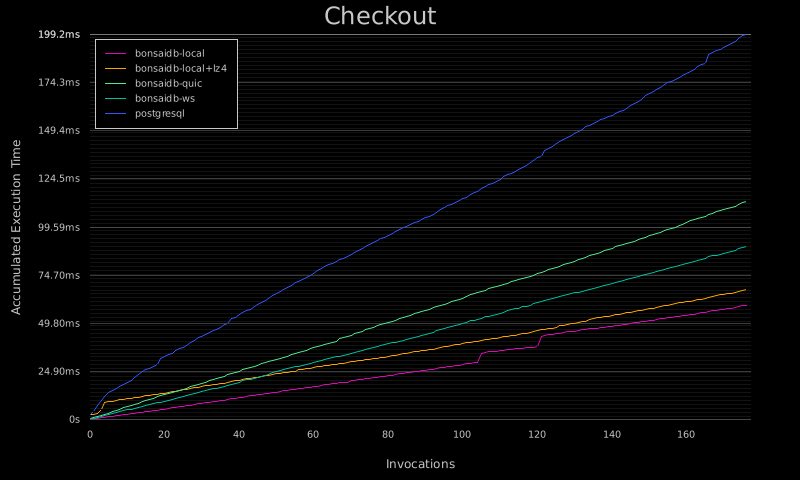 Checkout
199.2ms
174.3ms
149.4ms
124.5ms
99.59ms
74.70ms
49.80ms
24.90ms
0s
Accumulated Execution Time
bonsaidb-local
bonsaidb-local+lz4
bonsaidb-quic
bonsaidb-ws
postgresql
0 20 40 60 80 100 120 140 160
Invocations